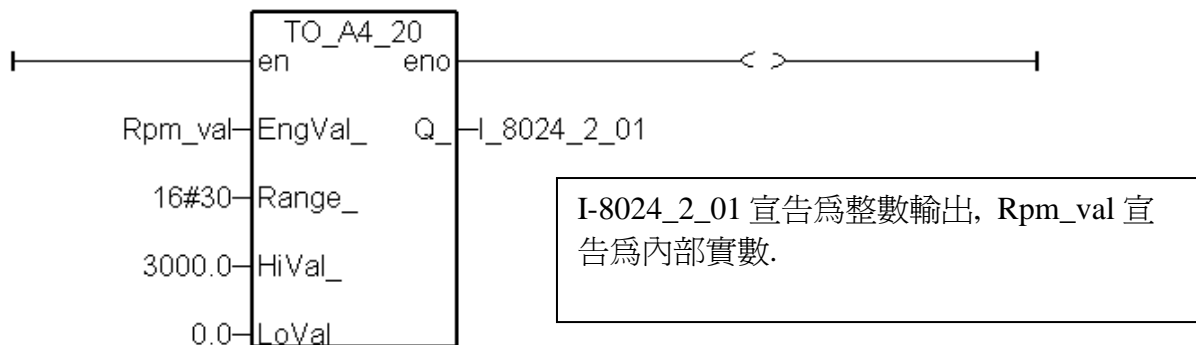 TO_A4_20
en eno
Rpm_val EngVal_ Q_ I_8024_2_01
16#30 Range_
3000.0 HiVal_
0.0 LoVal_
I-8024_2_01 宣告為整數輸出, Rpm_val 宣
告為內部實數.